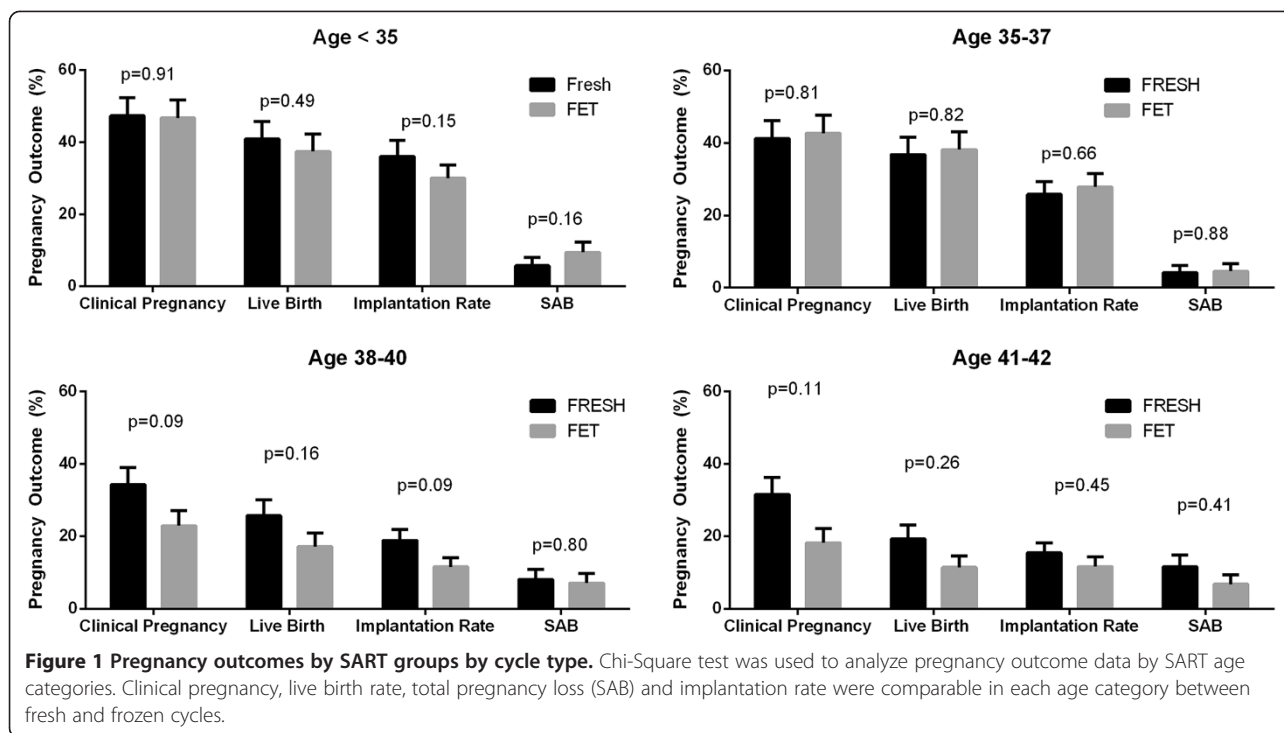 Age < 35
Pregnancy Outcome (%)
60
40
20
0
p=0.91
p=0.49
p=0.15
p=0.16
Fresh
FET
Clinical Pregnancy
Live Birth
Implantation Rate
SAB
Age 35-37
Pregnancy Outcome (%)
60
40
20
0
p=0.81
p=0.82
p=0.66
p=0.88
FRESH
FET
Clinical Pregnancy
Live Birth
Implantation Rate
SAB
Age 38-40
Pregnancy Outcome (%)
60
40
20
0
p=0.09
p=0.16
p=0.09
p=0.80
FRESH
FET
Clinical Pregnancy
Live Birth
Implantation Rate
SAB
Age 41-42
Pregnancy Outcome (%)
60
40
20
0
p=0.11
p=0.26
p=0.45
p=0.41
FRESH
FET
Clinical Pregnancy
Live Birth
Implantation Rate
SAB
Figure 1 Pregnancy outcomes by SART groups by cycle type. Chi-Square test was used to analyze pregnancy outcome data by SART age
categories. Clinical pregnancy, live birth rate, total pregnancy loss (SAB) and implantation rate were comparable in each age category between
fresh and frozen cycles.